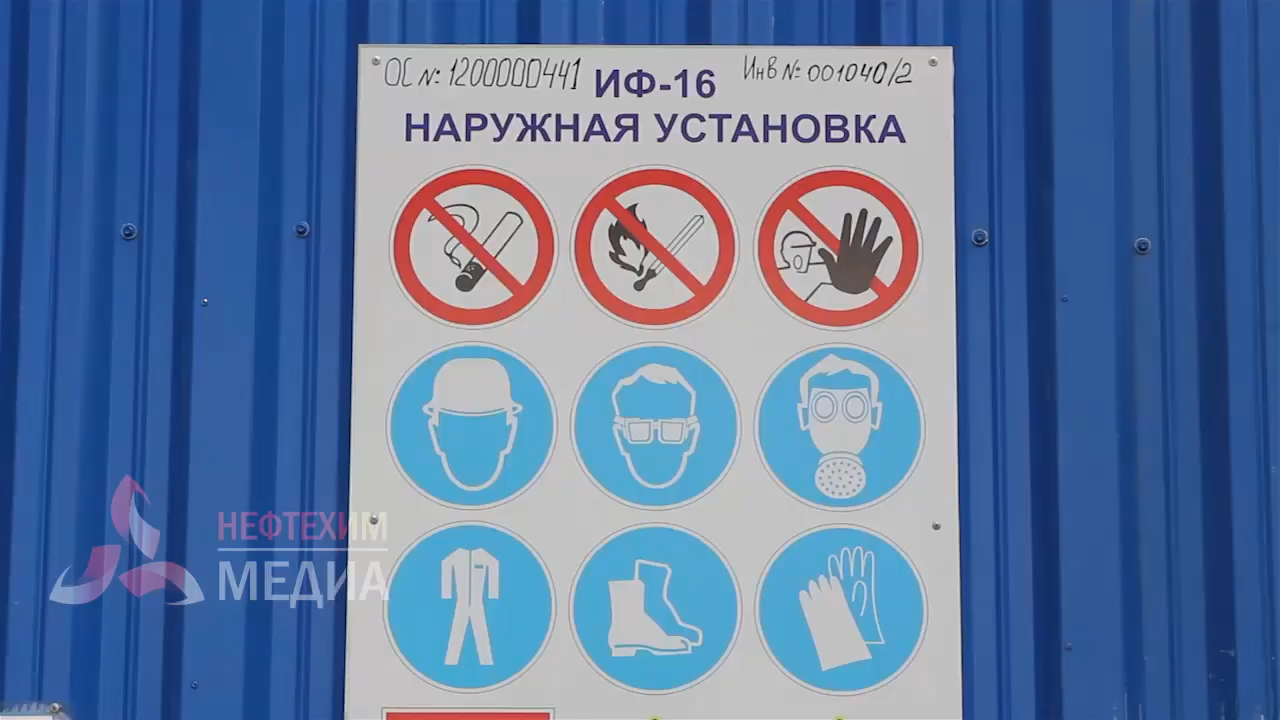 ОС № 1200000441 ИФ-16 Инв № 001040/2
НАРУЖНАЯ УСТАНОВКА
НЕФТЕХИМ
МЕДИА